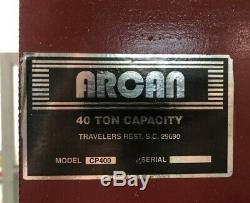 ARCAN
40 TON CAPACITY
TRAVELERS REST, S.C. 29690
MODEL CP400 SERIAL